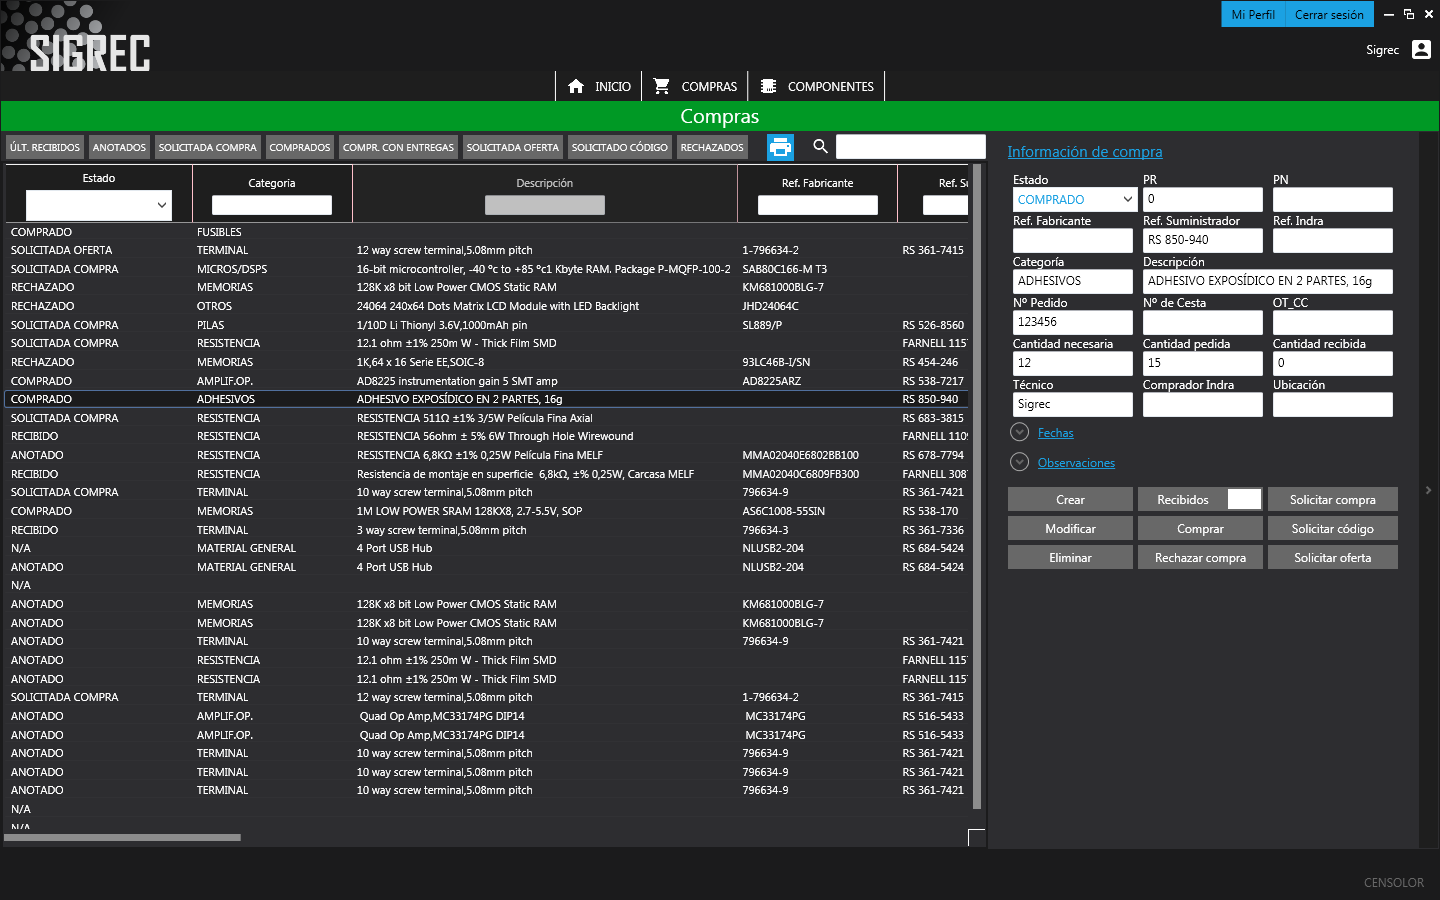 Mi Perfil Cerrar sesión
SIGREC
Sigrec
INICIO COMPRAS COMPONENTES
Compras
ÚLT. RECIBIDOS ANOTADOS SOLICITADA COMPRA COMPRADOS COMPR. CON ENTREGAS SOLICITADA OFERTA SOLICITADO CÓDIGO RECHAZADOS
Estado Categoria Descripción Ref. Fabricante Ref. Su
COMPRADO FUSIBLES
SOLICITADA OFERTA TERMINAL 12 way screw terminal,5.08mm pitch 1-796634-2 RS 361-7415
SOLICITADA COMPRA MICROS/DSPS 16-bit microcontroller, -40 ºc to +85 ºc1 Kbyte RAM. Package P-MQFP-100-2 SAB80C166-M T3
RECHAZADO MEMORIAS 128K x8 bit Low Power CMOS Static RAM KM681000BLG-7
RECHAZADO OTROS 24064 240x64 Dots Matrix LCD Module with LED Backlight JHD24064C
SOLICITADA COMPRA PILAS 1/10D Li Thionyl 3.6V,1000mAh pin SL889/P RS 526-8560
SOLICITADA COMPRA RESISTENCIA 12.1 ohm ±1% 250m W - Thick Film SMD FARNELL 115
RECHAZADO MEMORIAS 1K,64 x 16 Serie EE,SOIC-8 93LC46B-I/SN RS 454-246
COMPRADO AMPLIF.OP. AD8225 instrumentation gain 5 SMT amp AD8225ARZ RS 538-7217
COMPRADO ADHESIVOS ADHESIVO EXPOSÍDICO EN 2 PARTES, 16g RS 850-940
SOLICITADA COMPRA RESISTENCIA RESISTENCIA 511Ω ±1% 3/5W Película Fina Axial RS 683-3815
RECIBIDO RESISTENCIA RESISTENCIA 56ohm ± 5% 6W Through Hole Wirewound FARNELL 110
ANOTADO RESISTENCIA RESISTENCIA 6,8kΩ ±1% 0,25W Película Fina MELF MMA02040E6802BB100 RS 678-7794
RECIBIDO RESISTENCIA Resistencia de montaje en superficie 6,8kΩ, ±% 0,25W, Carcasa MELF MMA02040C6809FB300 FARNELL 308
SOLICITADA COMPRA TERMINAL 10 way screw terminal,5.08mm pitch 796634-9 RS 361-7421
COMPRADO MEMORIAS 1M LOW POWER SRAM 128KX8, 2.7-5.5V, SOP AS6C1008-55SIN RS 538-170
RECIBIDO TERMINAL 3 way screw terminal,5.08mm pitch 796634-3 RS 361-7336
N/A MATERIAL GENERAL 4 Port USB Hub NLUSB2-204 RS 684-5424
ANOTADO MATERIAL GENERAL 4 Port USB Hub NLUSB2-204 RS 684-5424
N/A
ANOTADO MEMORIAS 128K x8 bit Low Power CMOS Static RAM KM681000BLG-7
ANOTADO MEMORIAS 128K x8 bit Low Power CMOS Static RAM KM681000BLG-7
ANOTADO TERMINAL 10 way screw terminal,5.08mm pitch 796634-9 RS 361-7421
ANOTADO RESISTENCIA 12.1 ohm ±1% 250m W - Thick Film SMD FARNELL 115
ANOTADO RESISTENCIA 12.1 ohm ±1% 250m W - Thick Film SMD FARNELL 115
SOLICITADA COMPRA TERMINAL 12 way screw terminal,5.08mm pitch 1-796634-2 RS 361-7415
ANOTADO AMPLIF.OP. Quad Op Amp,MC33174PG DIP14 MC33174PG RS 516-5433
ANOTADO AMPLIF.OP. Quad Op Amp,MC33174PG DIP14 MC33174PG RS 516-5433
ANOTADO TERMINAL 10 way screw terminal,5.08mm pitch 796634-9 RS 361-7421
ANOTADO TERMINAL 10 way screw terminal,5.08mm pitch 796634-9 RS 361-7421
ANOTADO TERMINAL 10 way screw terminal,5.08mm pitch 796634-9 RS 361-7421
N/A
N/A
Información de compra
Estado PR PN
COMPRADO 0
Ref. Fabricante Ref. Suministrador Ref. Indra
RS 850-940
Categoría Descripción
ADHESIVOS ADHESIVO EXPOSÍDICO EN 2 PARTES, 16g
Nº Pedido Nº de Cesta OT_CC
123456
Cantidad necesaria Cantidad pedida Cantidad recibida
12 15 0
Técnico Comprador Indra Ubicación
Sigrec
Fechas
Observaciones
Crear Recibidos Solicitar compra
Modificar Comprar Solicitar código
Eliminar Rechazar compra Solicitar oferta
CENSOLOR